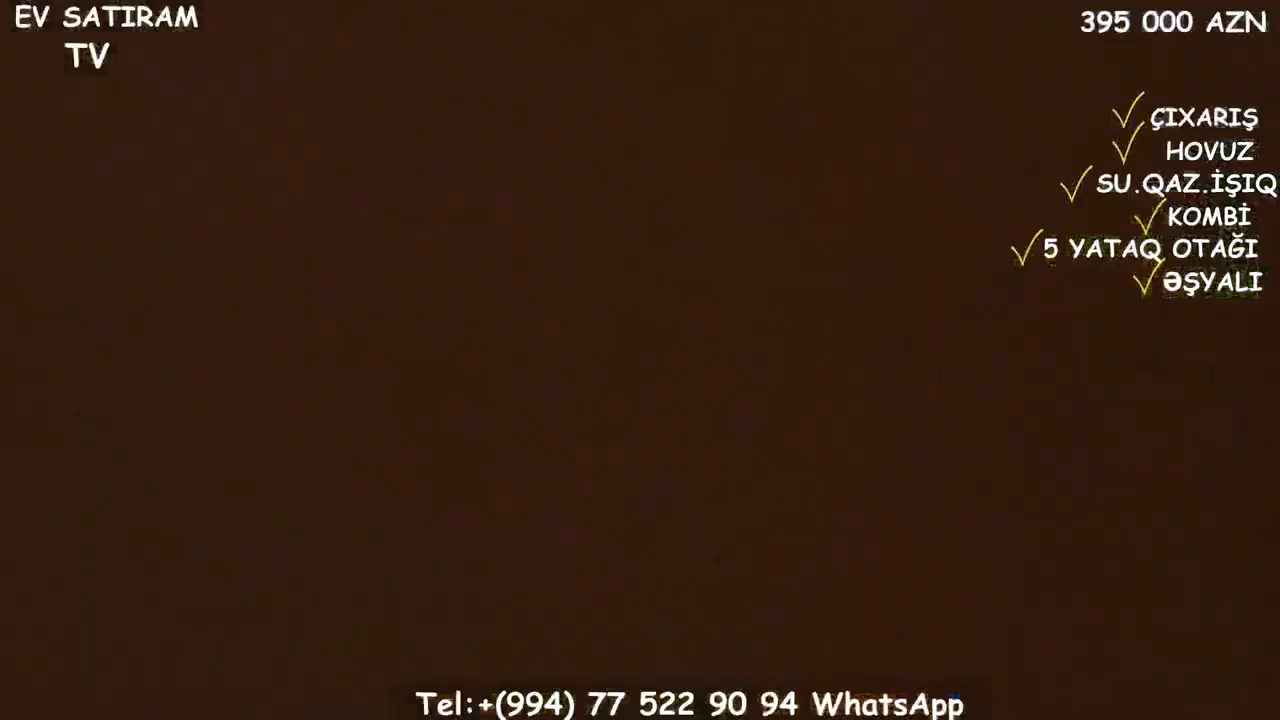 EV SATIRAM
TV
395 000 AZN
ÇIXARIŞ
HOVUZ
SU.QAZ.İŞIQ
KOMBİ
5 YATAQ OTAĞI
ƏŞYALI
Tel:+(994) 77 522 90 94 WhatsApp